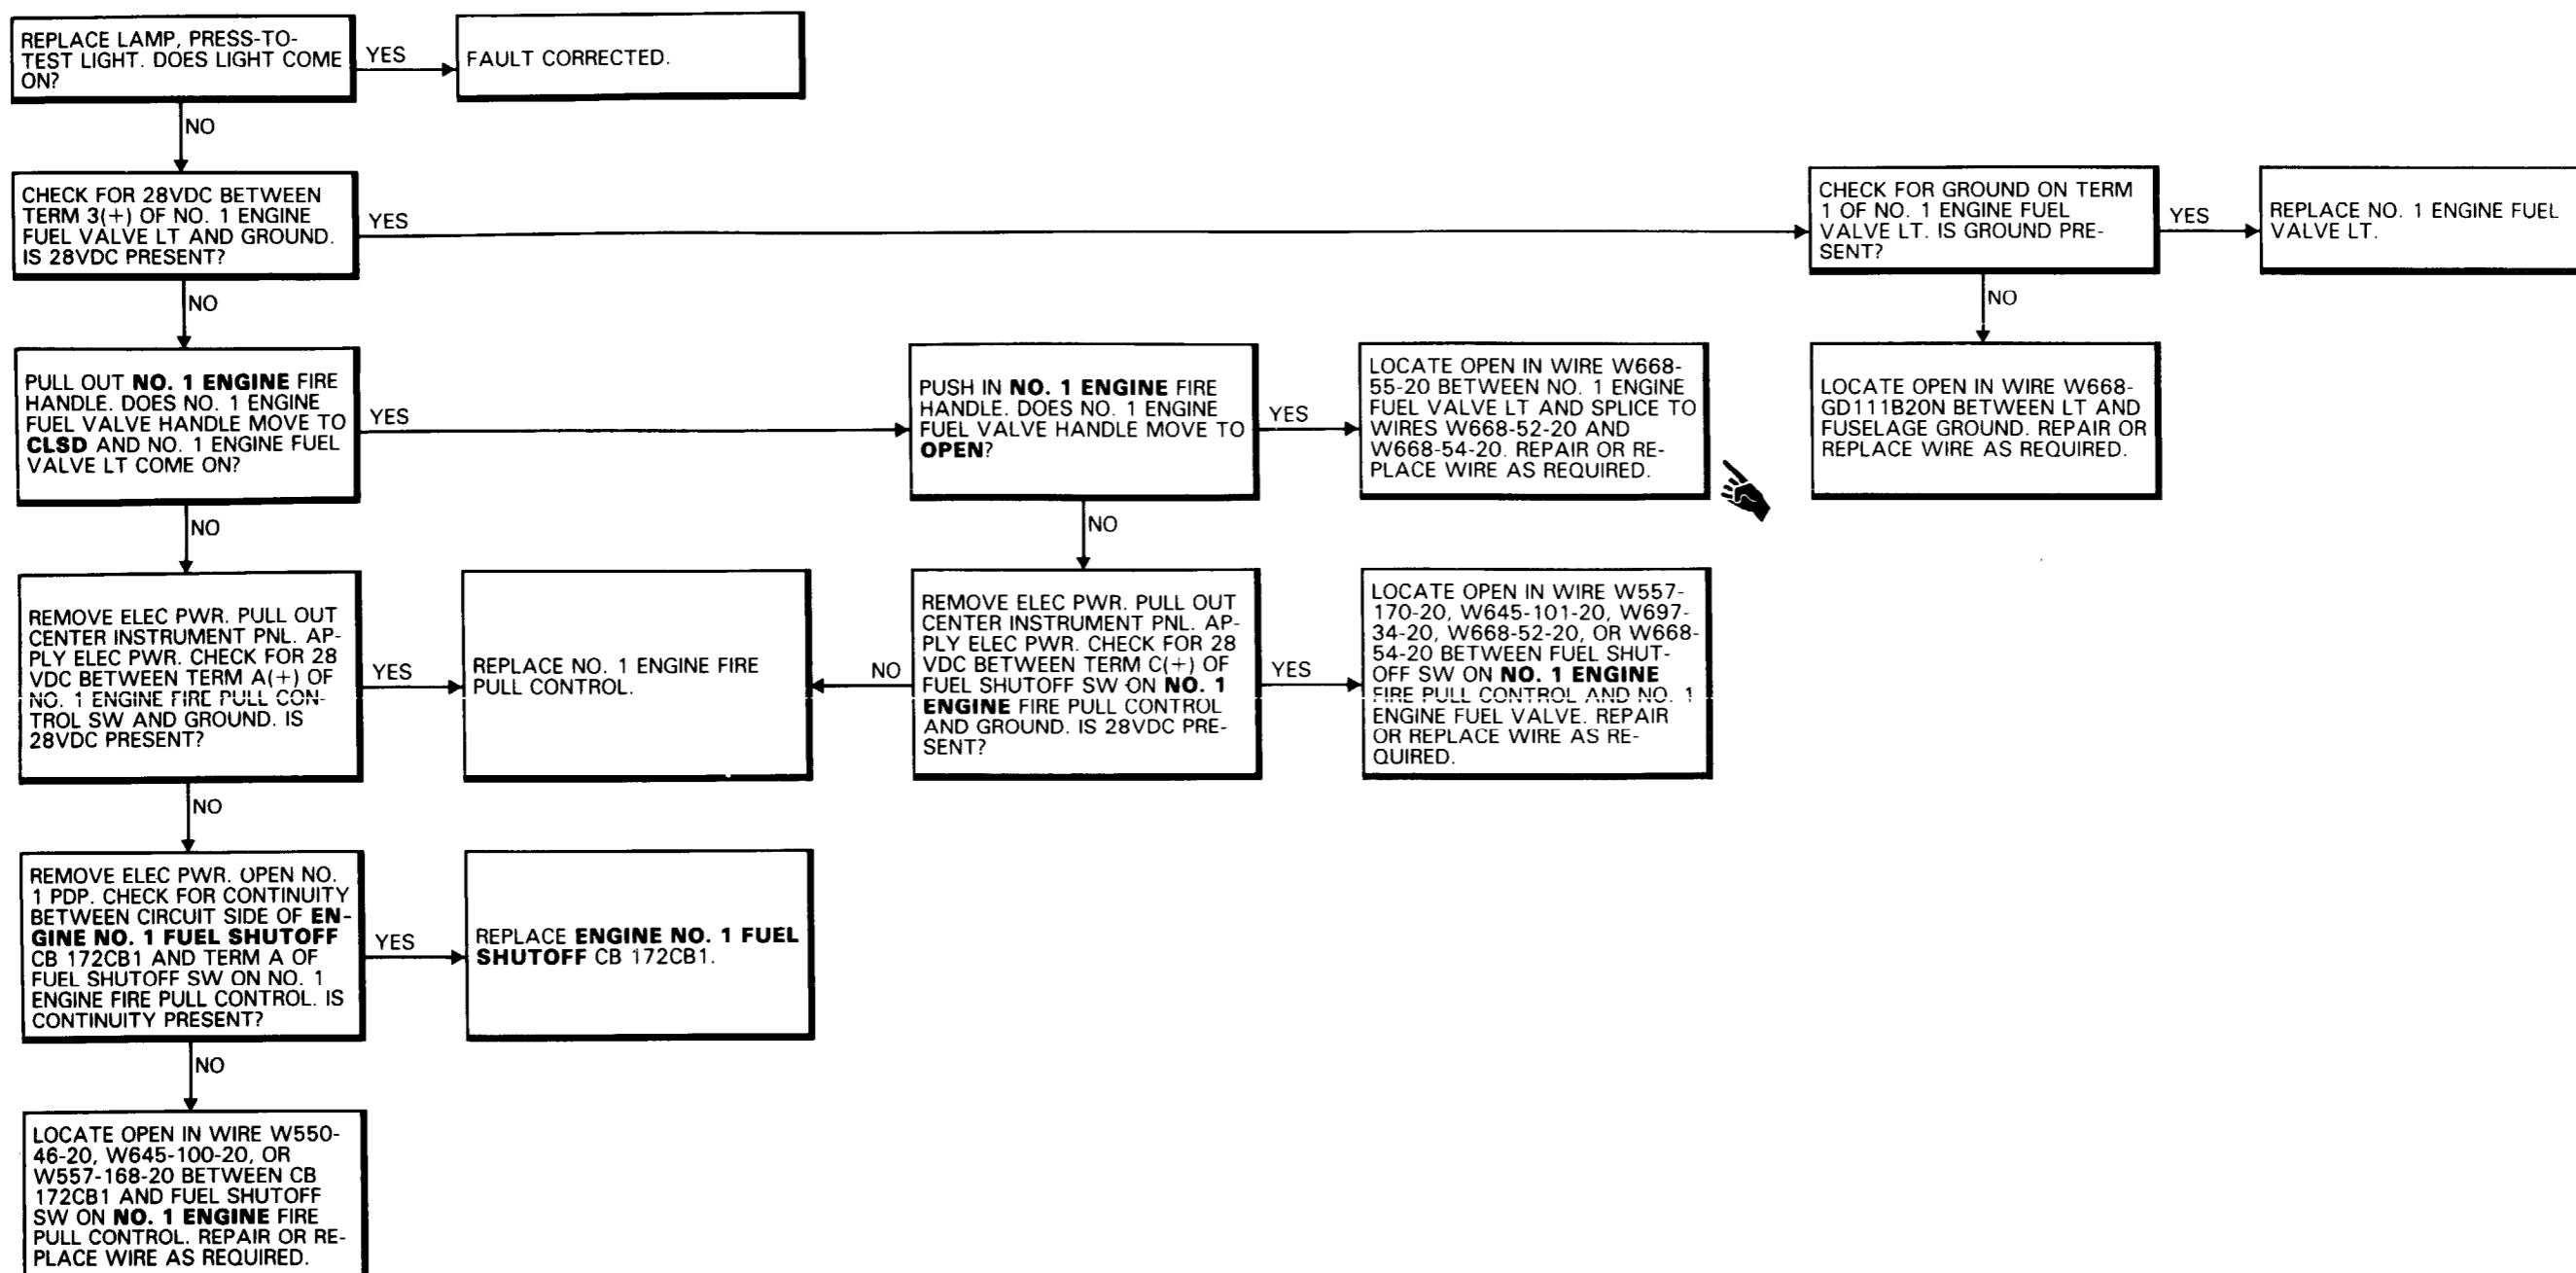 REPLACE LAMP, PRESS-TO-
TEST LIGHT. DOES LIGHT COME
ON?
YES
FAULT CORRECTED.
NO
CHECK FOR 28VDC BETWEEN
TERM 3(+) OF NO. 1 ENGINE
FUEL VALVE LT AND GROUND.
IS 28VDC PRESENT?
YES
CHECK FOR GROUND ON TERM
1 OF NO. 1 ENGINE FUEL
VALVE LT. IS GROUND PRE-
SENT?
YES
REPLACE NO. 1 ENGINE FUEL
VALVE LT.
NO
NO
PULL OUT NO. 1 ENGINE FIRE
HANDLE. DOES NO. 1 ENGINE
FUEL VALVE HANDLE MOVE TO
CLSD AND NO. 1 ENGINE FUEL
VALVE LT COME ON?
YES
PUSH IN NO. 1 ENGINE FIRE
HANDLE. DOES NO. 1 ENGINE
FUEL VALVE HANDLE MOVE TO
OPEN?
YES
LOCATE OPEN IN WIRE W668-
55-20 BETWEEN NO. 1 ENGINE
FUEL VALVE LT AND SPLICE TO
WIRES W668-52-20 AND
W668-54-20. REPAIR OR RE-
PLACE WIRE AS REQUIRED.
LOCATE OPEN IN WIRE W668-
GD111B20N BETWEEN LT AND
FUSELAGE GROUND. REPAIR OR
REPLACE WIRE AS REQUIRED.
NO
NO
REMOVE ELEC PWR. PULL OUT
CENTER INSTRUMENT PNL. AP-
PLY ELEC PWR. CHECK FOR 28
VDC BETWEEN TERM A(+) OF
NO. 1 ENGINE FIRE PULL CON-
TROL SW AND GROUND. IS
28VDC PRESENT?
YES
REPLACE NO. 1 ENGINE FIRE
PULL CONTROL.
NO
REMOVE ELEC PWR. PULL OUT
CENTER INSTRUMENT PNL. AP-
PLY ELEC PWR. CHECK FOR 28
VDC BETWEEN TERM C(+) OF
FUEL SHUTOFF SW ON NO. 1
ENGINE FIRE PULL CONTROL
AND GROUND. IS 28VDC PRE-
SENT?
YES
LOCATE OPEN IN WIRE W557-
170-20, W645-101-20, W697-
34-20, W668-52-20, OR W668-
54-20 BETWEEN FUEL SHUT-
OFF SW ON NO. 1 ENGINE
FIRE PULL CONTROL AND NO. 1
ENGINE FUEL VALVE. REPAIR
OR REPLACE WIRE AS RE-
QUIRED.
NO
REMOVE ELEC PWR. OPEN NO.
1 PDP. CHECK FOR CONTINUITY
BETWEEN CIRCUIT SIDE OF EN-
GINE NO. 1 FUEL SHUTOFF
CB 172CB1 AND TERM A OF
FUEL SHUTOFF SW ON NO. 1
ENGINE FIRE PULL CONTROL. IS
CONTINUITY PRESENT?
YES
REPLACE ENGINE NO. 1 FUEL
SHUTOFF CB 172CB1.
NO
LOCATE OPEN IN WIRE W550-
46-20, W645-100-20, OR
W557-168-20 BETWEEN CB
172CB1 AND FUEL SHUTOFF
SW ON NO. 1 ENGINE FIRE
PULL CONTROL. REPAIR OR RE-
PLACE WIRE AS REQUIRED.